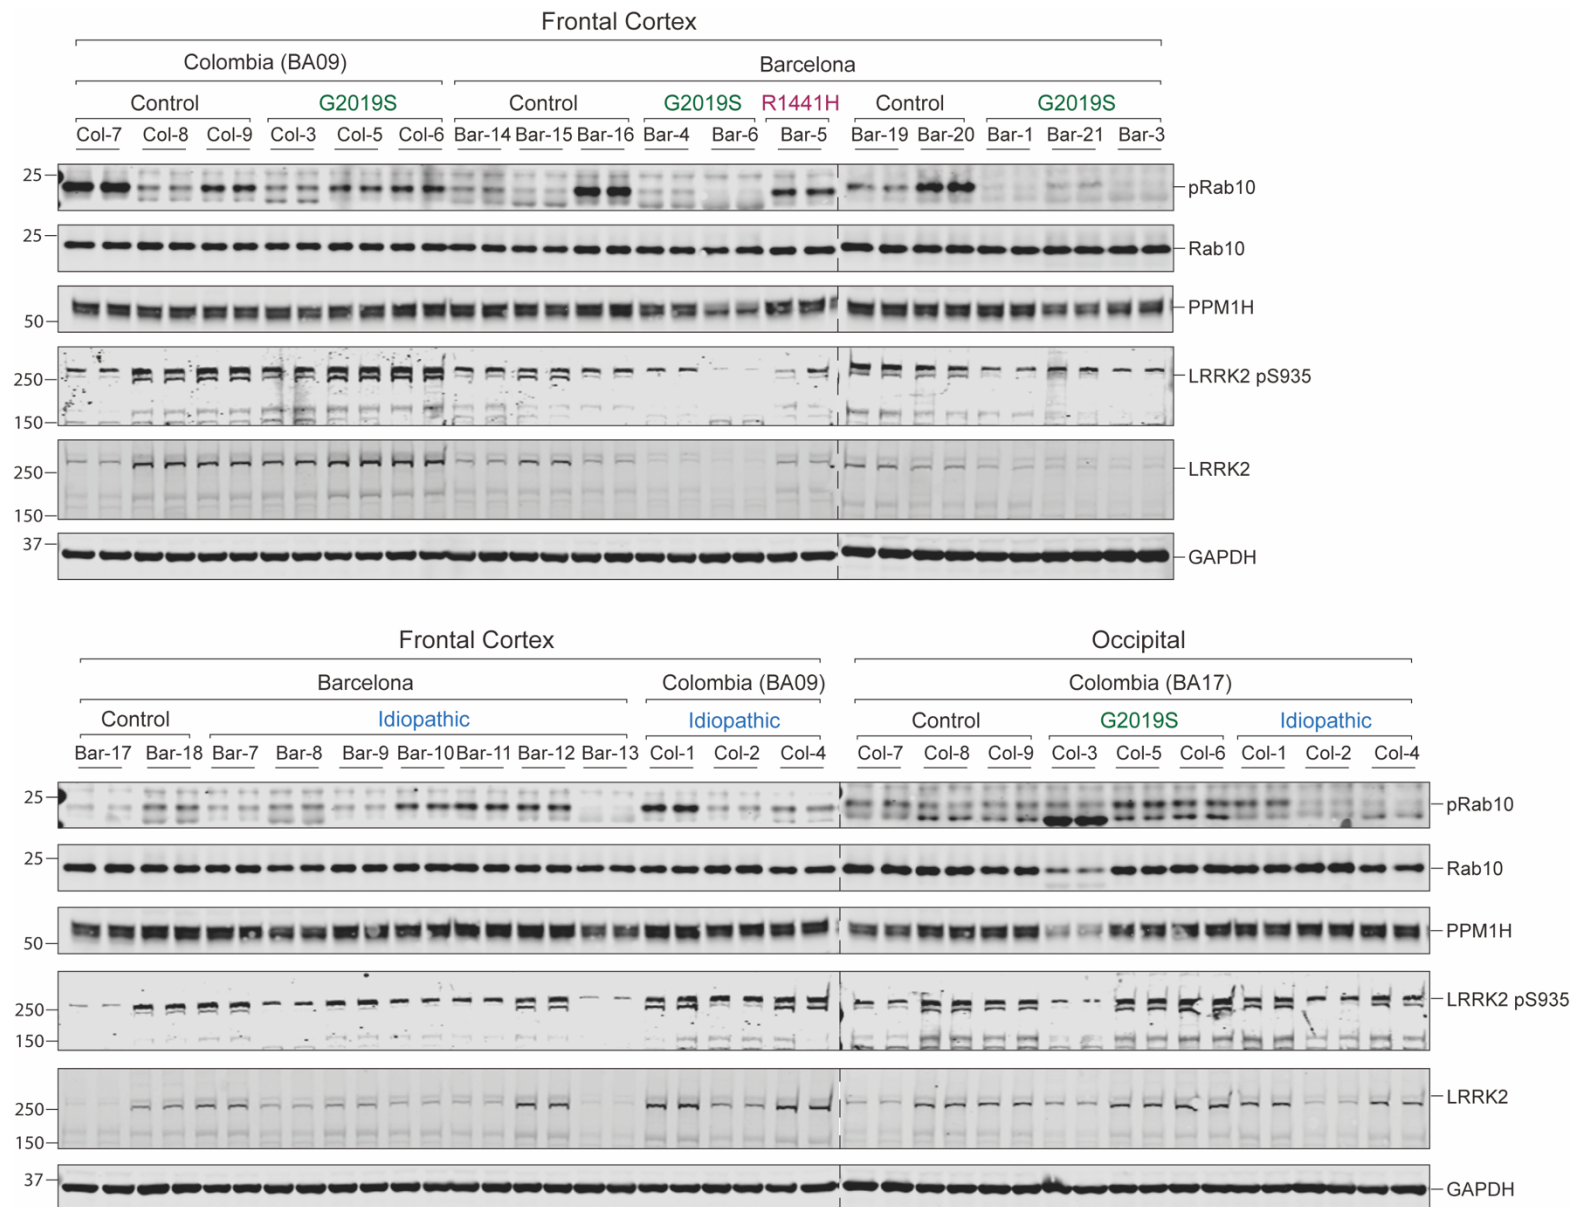 Frontal Cortex
Colombia (BA09) Barcelona
Control G2019S Control G2019S R1441H Control G2019S
Col-7 Col-8 Col-9 Col-3 Col-5 Col-6 Bar-14 Bar-15 Bar-16 Bar-4 Bar-6 Bar-5 Bar-19 Bar-20 Bar-1 Bar-21 Bar-3
25 pRab10
25 Rab10
50 PPM1H
250 LRRK2 pS935
150
250 LRRK2
150
37 GAPDH
Frontal Cortex Occipital
Barcelona Colombia (BA09) Colombia (BA17)
Control Idiopathic Idiopathic Control G2019S Idiopathic
Bar-17 Bar-18 Bar-7 Bar-8 Bar-9 Bar-10 Bar-11 Bar-12 Bar-13 Col-1 Col-2 Col-4 Col-7 Col-8 Col-9 Col-3 Col-5 Col-6 Col-1 Col-2 Col-4
25 pRab10
25 Rab10
50 PPM1H
250 LRRK2 pS935
150
250 LRRK2
150
37 GAPDH